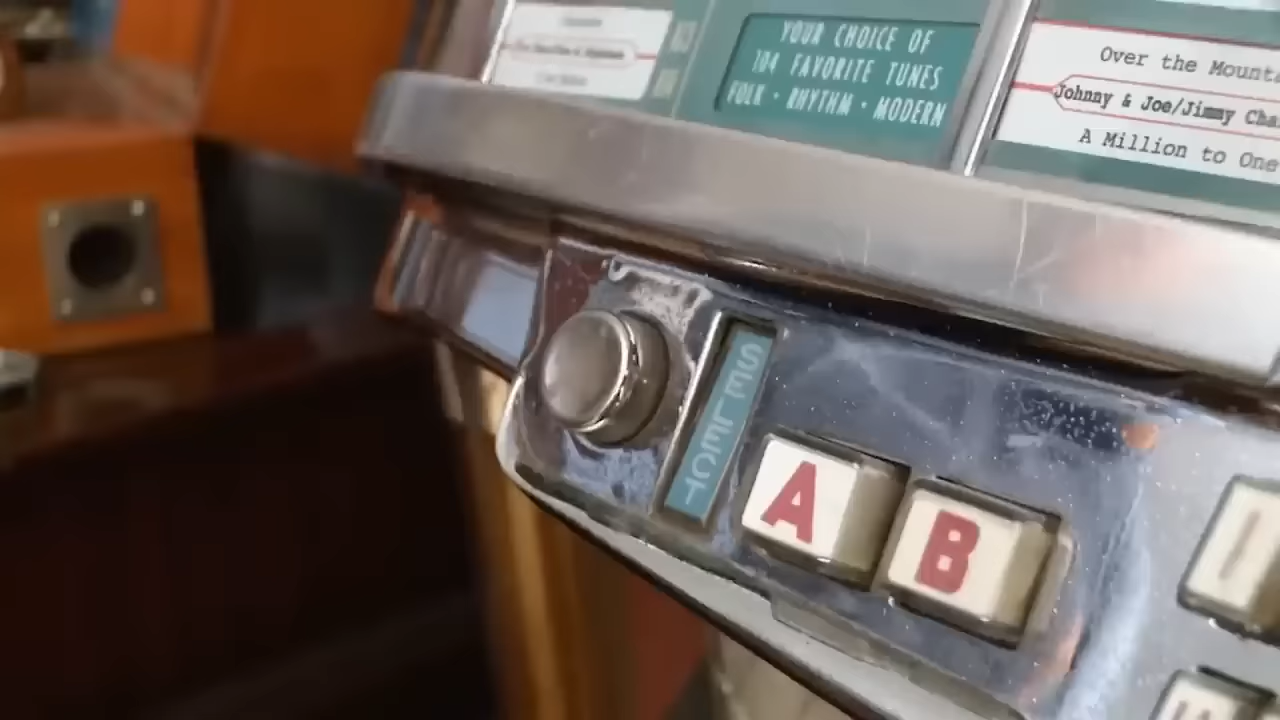 YOUR CHOICE OF
104 FAVORITE TUNES
FOLK • RHYTHM • MODERN
Over the Mounta
Johnny & Joe/Jimmy Cha
A Million to One
SELECT
A
B